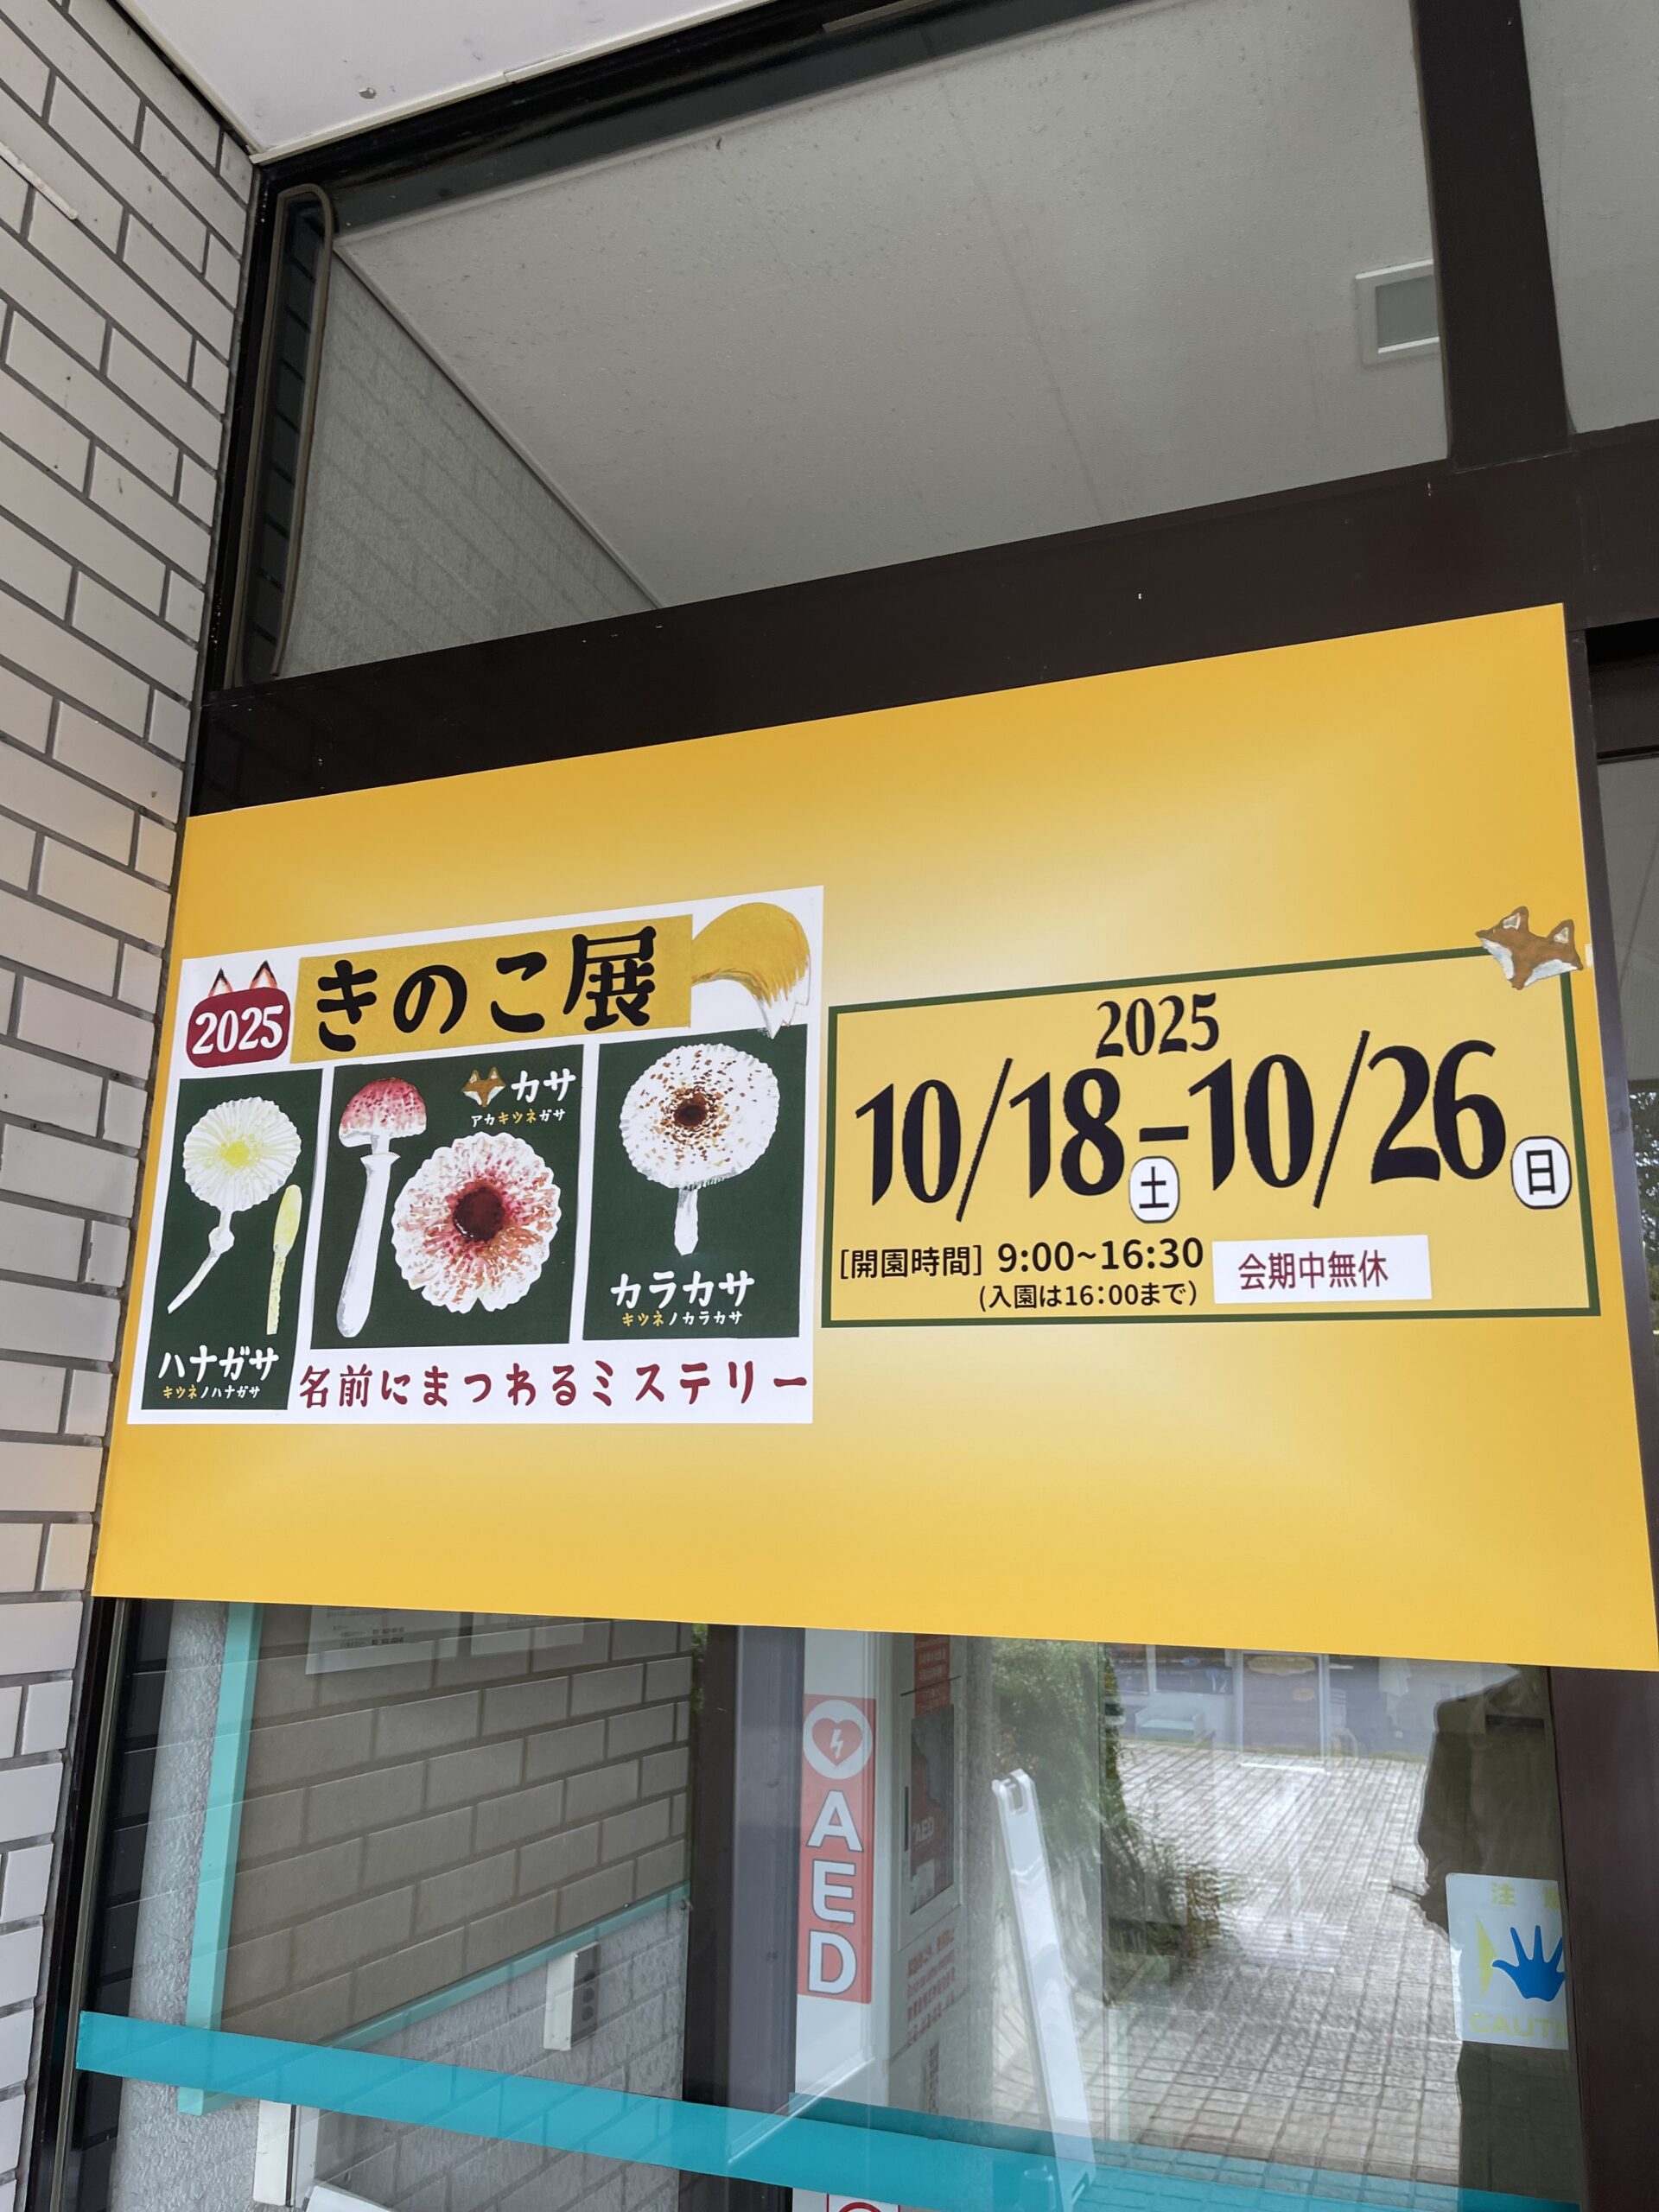 2025
きのこ展
カサ
アカキツネガサ
カラカサ
キツネノカラカサ
ハナガサ
キツネノハナガサ
名前にまつわるミステリー
2025
10/18土-10/26日
[開園時間] 9:00~16:30
(入園は16:00まで)
会期中無休
AED
AED
注
CAUT